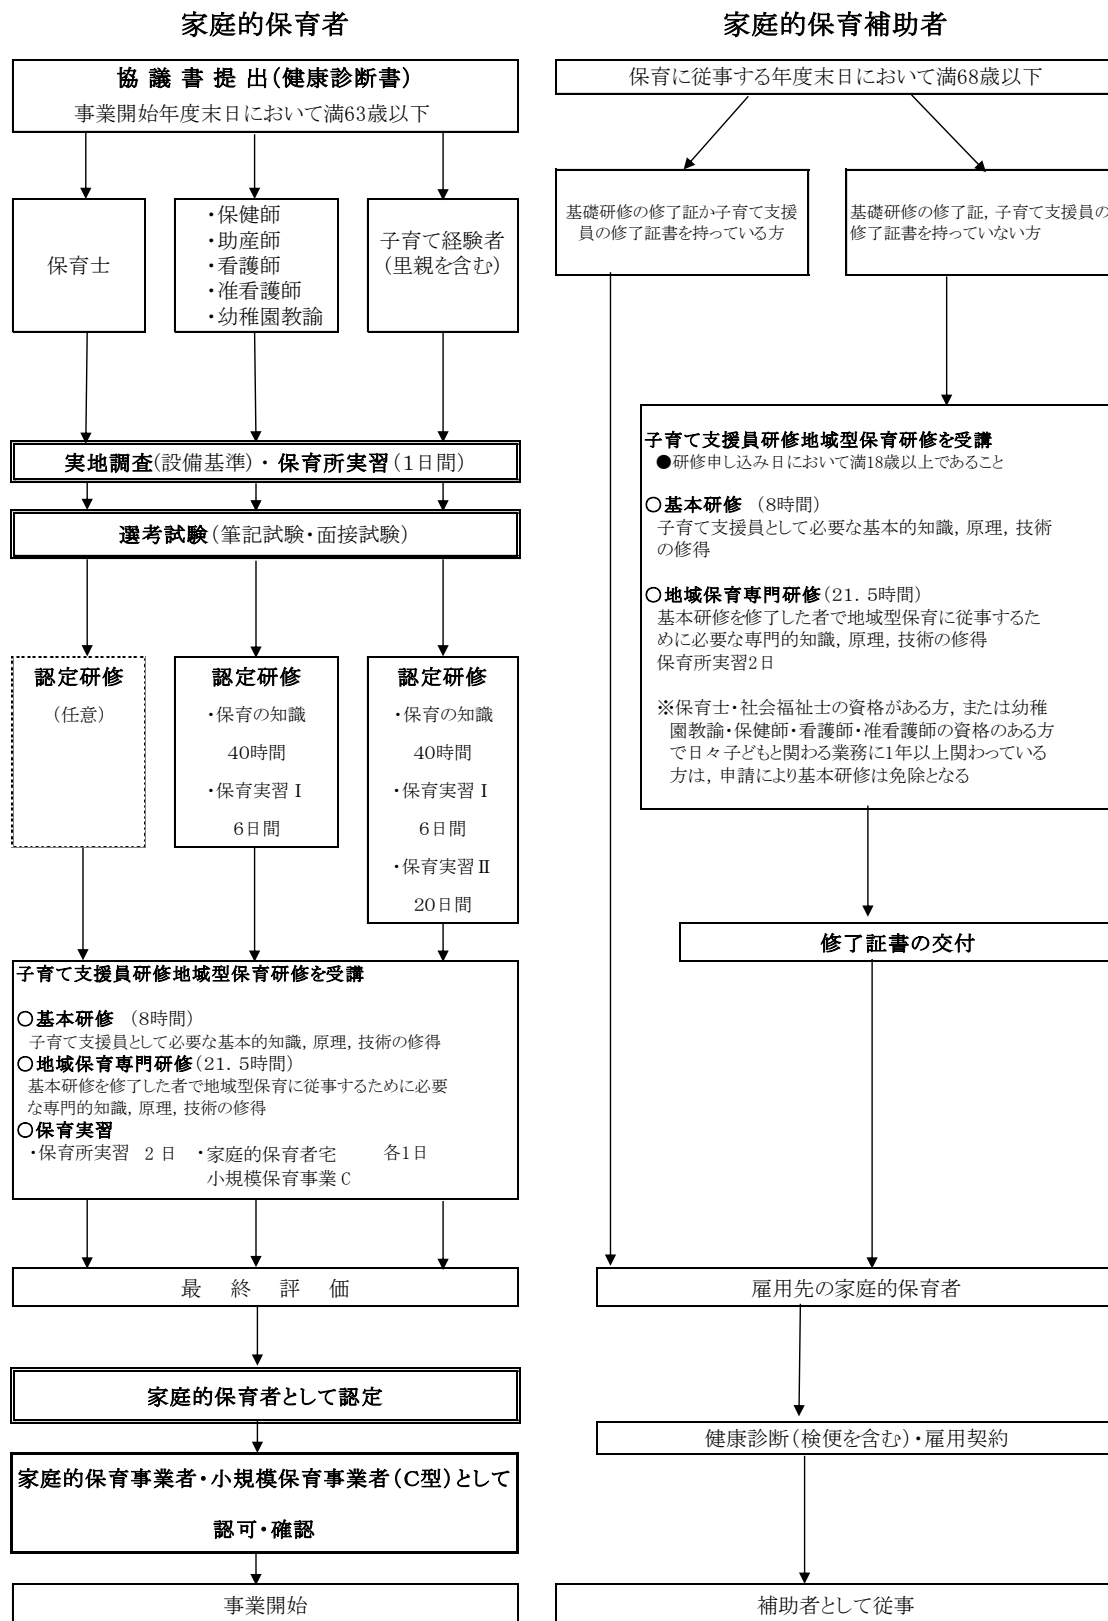 家庭的保育者
協 議 書 提 出（健康診断書）
事業開始年度末日において満63歳以下
保育士
・保健師
・助産師
・看護師
・准看護師
・幼稚園教諭
子育て経験者
（里親を含む）
実地調査(設備基準)・保育所実習(1日間)
選考試験(筆記試験・面接試験)
認定研修
(任意)
認定研修
・保育の知識
40時間
・保育実習Ⅰ
6日間
認定研修
・保育の知識
40時間
・保育実習Ⅰ
6日間
・保育実習Ⅱ
20日間
子育て支援員研修地域型保育研修を受講
○基本研修 （8時間）
子育て支援員として必要な基本的知識，原理，技術の修得
○地域保育専門研修（21．5時間）
基本研修を修了した者で地域型保育に従事するために必要
な専門的知識，原理，技術の修得
○保育実習
・保育所実習 2 日 ・家庭的保育者宅 各1日
小規模保育事業C
最 終 評 価
家庭的保育者として認定
家庭的保育事業者・小規模保育事業者（C型）として
認可・確認
事業開始
家庭的保育補助者
保育に従事する年度末日において満68歳以下
基礎研修の修了証か子育て支援
員の修了証書を持っている方
基礎研修の修了証，子育て支援員の
修了証書を持っていない方
子育て支援員研修地域型保育研修を受講
●研修申し込み日において満18歳以上であること
○基本研修 （8時間）
子育て支援員として必要な基本的知識，原理，技術
の修得
○地域保育専門研修（21．5時間）
基本研修を修了した者で地域型保育に従事するた
めに必要な専門的知識，原理，技術の修得
保育所実習2日
※保育士・社会福祉士の資格がある方，または幼稚
園教諭・保健師・看護師・准看護師の資格のある方
で日々子どもと関わる業務に1年以上関わっている
方は，申請により基本研修は免除となる
修了証書の交付
雇用先の家庭的保育者
健康診断（検便を含む）・雇用契約
補助者として従事